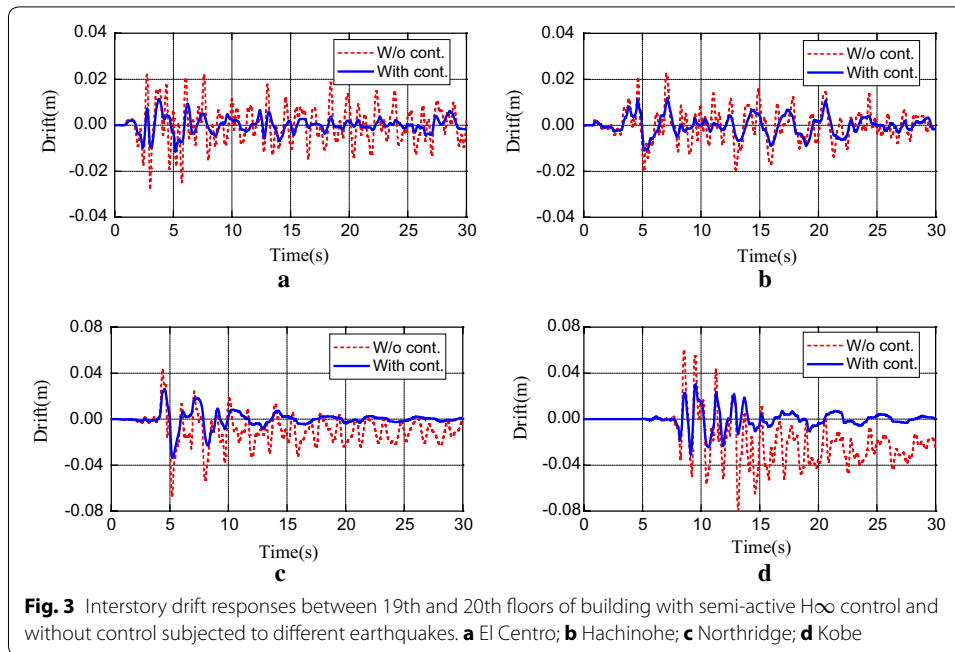 0.04
0.02
0.00
-0.02
-0.04
Drift(m)
W/o cont.
With cont.
0 5 10 15 20 25 30
Time(s)
a
0.04
0.02
0.00
-0.02
-0.04
Drift(m)
W/o cont.
With cont.
0 5 10 15 20 25 30
Time(s)
b
0.08
0.04
0.00
-0.04
-0.08
Drift(m)
W/o cont.
With cont.
0 5 10 15 20 25 30
Time(s)
c
0.08
0.04
0.00
-0.04
-0.08
Drift(m)
W/o cont.
With cont.
0 5 10 15 20 25 30
Time(s)
d
Fig. 3 Interstory drift responses between 19th and 20th floors of building with semi-active H∞ control and
without control subjected to different earthquakes. a El Centro; b Hachinohe; c Northridge; d Kobe